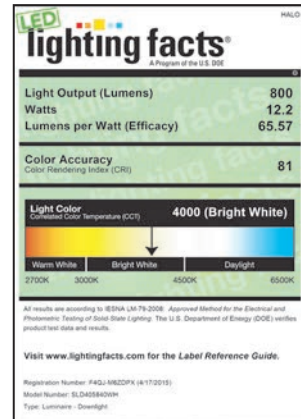 HALO
LED
lighting facts®
A Program of the U.S. DOE
Light Output (Lumens) 800
Watts 12.2
Lumens per Watt (Efficacy) 65.57
Color Accuracy
Color Rendering Index (CRI) 81
Light Color
Correlated Color Temperature (CCT) 4000 (Bright White)
Warm White Bright White Daylight
2700K 3000K 4500K 6500K
All results are according to IESNA LM-79-2008: Approved Method for the Electrical and
Photometric Testing of Solid-State Lighting. The U.S. Department of Energy (DOE) verifies
product test data and results.
Visit www.lightingfacts.com for the Label Reference Guide.
Registration Number: F4QJ-M6ZDPX (4/17/2015)
Model Number: SLD405840WH
Type: Luminaire - Downlight